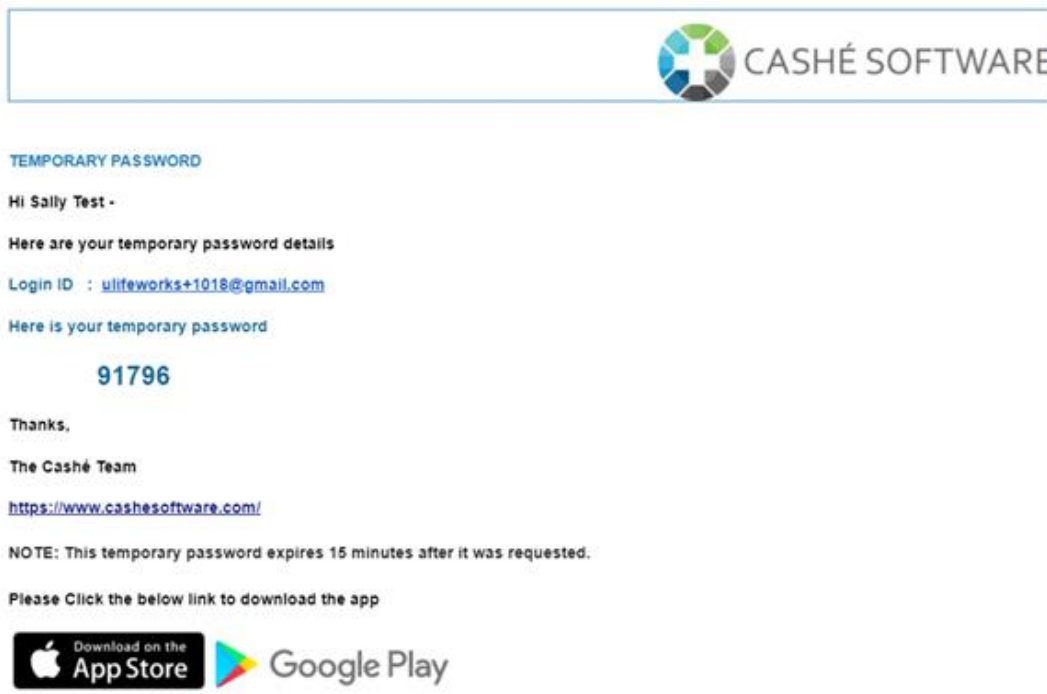 CASHÉ SOFTWARE
TEMPORARY PASSWORD
Hi Sally Test -
Here are your temporary password details
Login ID : ulifeworks+1018@gmail.com
Here is your temporary password
91796
Thanks,
The Cashé Team
https://www.cashesoftware.com/
NOTE: This temporary password expires 15 minutes after it was requested.
Please Click the below link to download the app
Download on the
App Store
Google Play